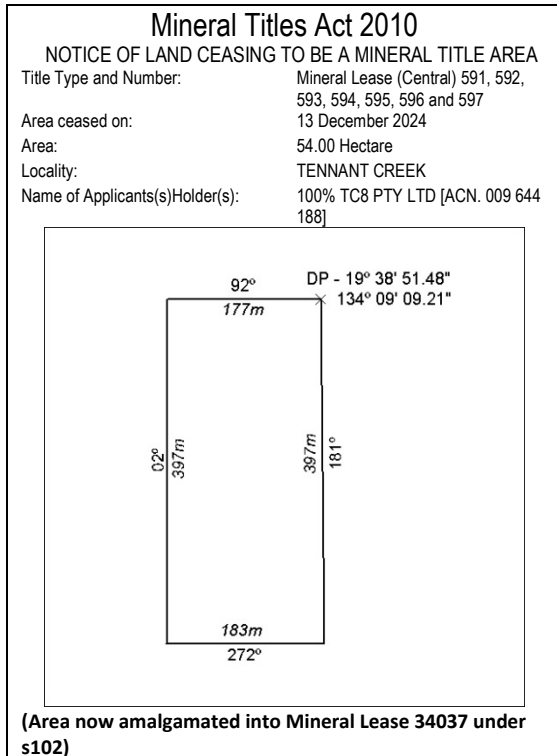 Mineral Titles Act 2010
NOTICE OF LAND CEASING TO BE A MINERAL TITLE AREA
Title Type and Number: Mineral Lease (Central) 591, 592,
593, 594, 595, 596 and 597
Area ceased on: 13 December 2024
Area: 54.00 Hectare
Locality: TENNANT CREEK
Name of Applicants(s)Holder(s): 100% TC8 PTY LTD [ACN. 009 644
188]
92º DP - 19º 38' 51.48"
177m 134º 09' 09.21"
02º
397m
397m
181º
183m
272º
(Area now amalgamated into Mineral Lease 34037 under
s102)